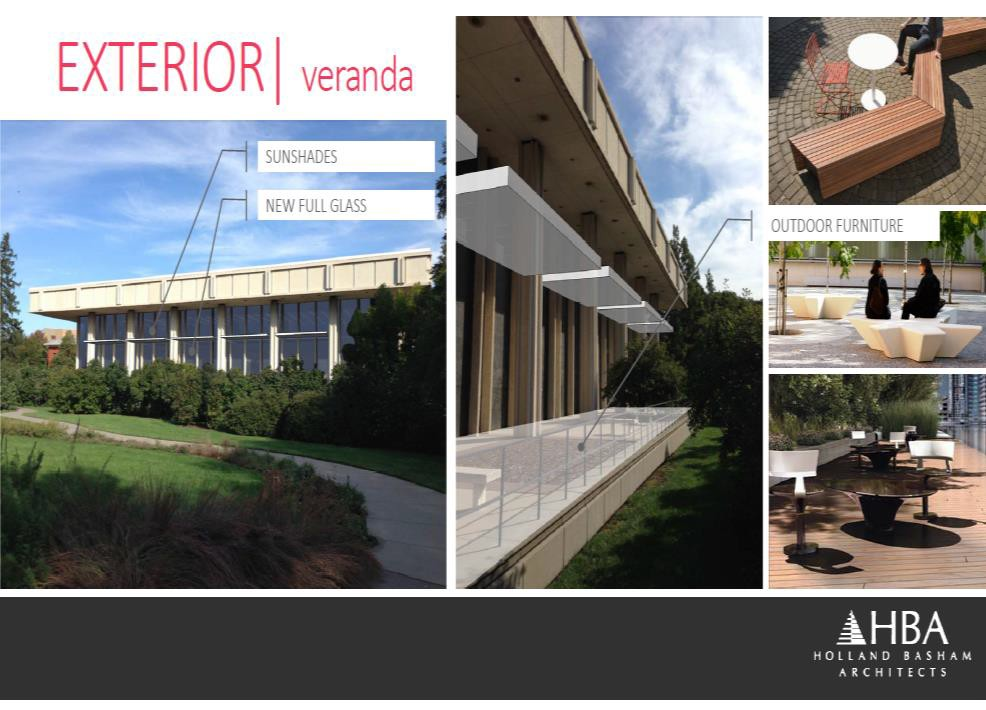 EXTERIOR| veranda
SUNSHADES
NEW FULL GLASS
OUTDOOR FURNITURE
HBA
HOLLAND BASHAM
ARCHITECTS